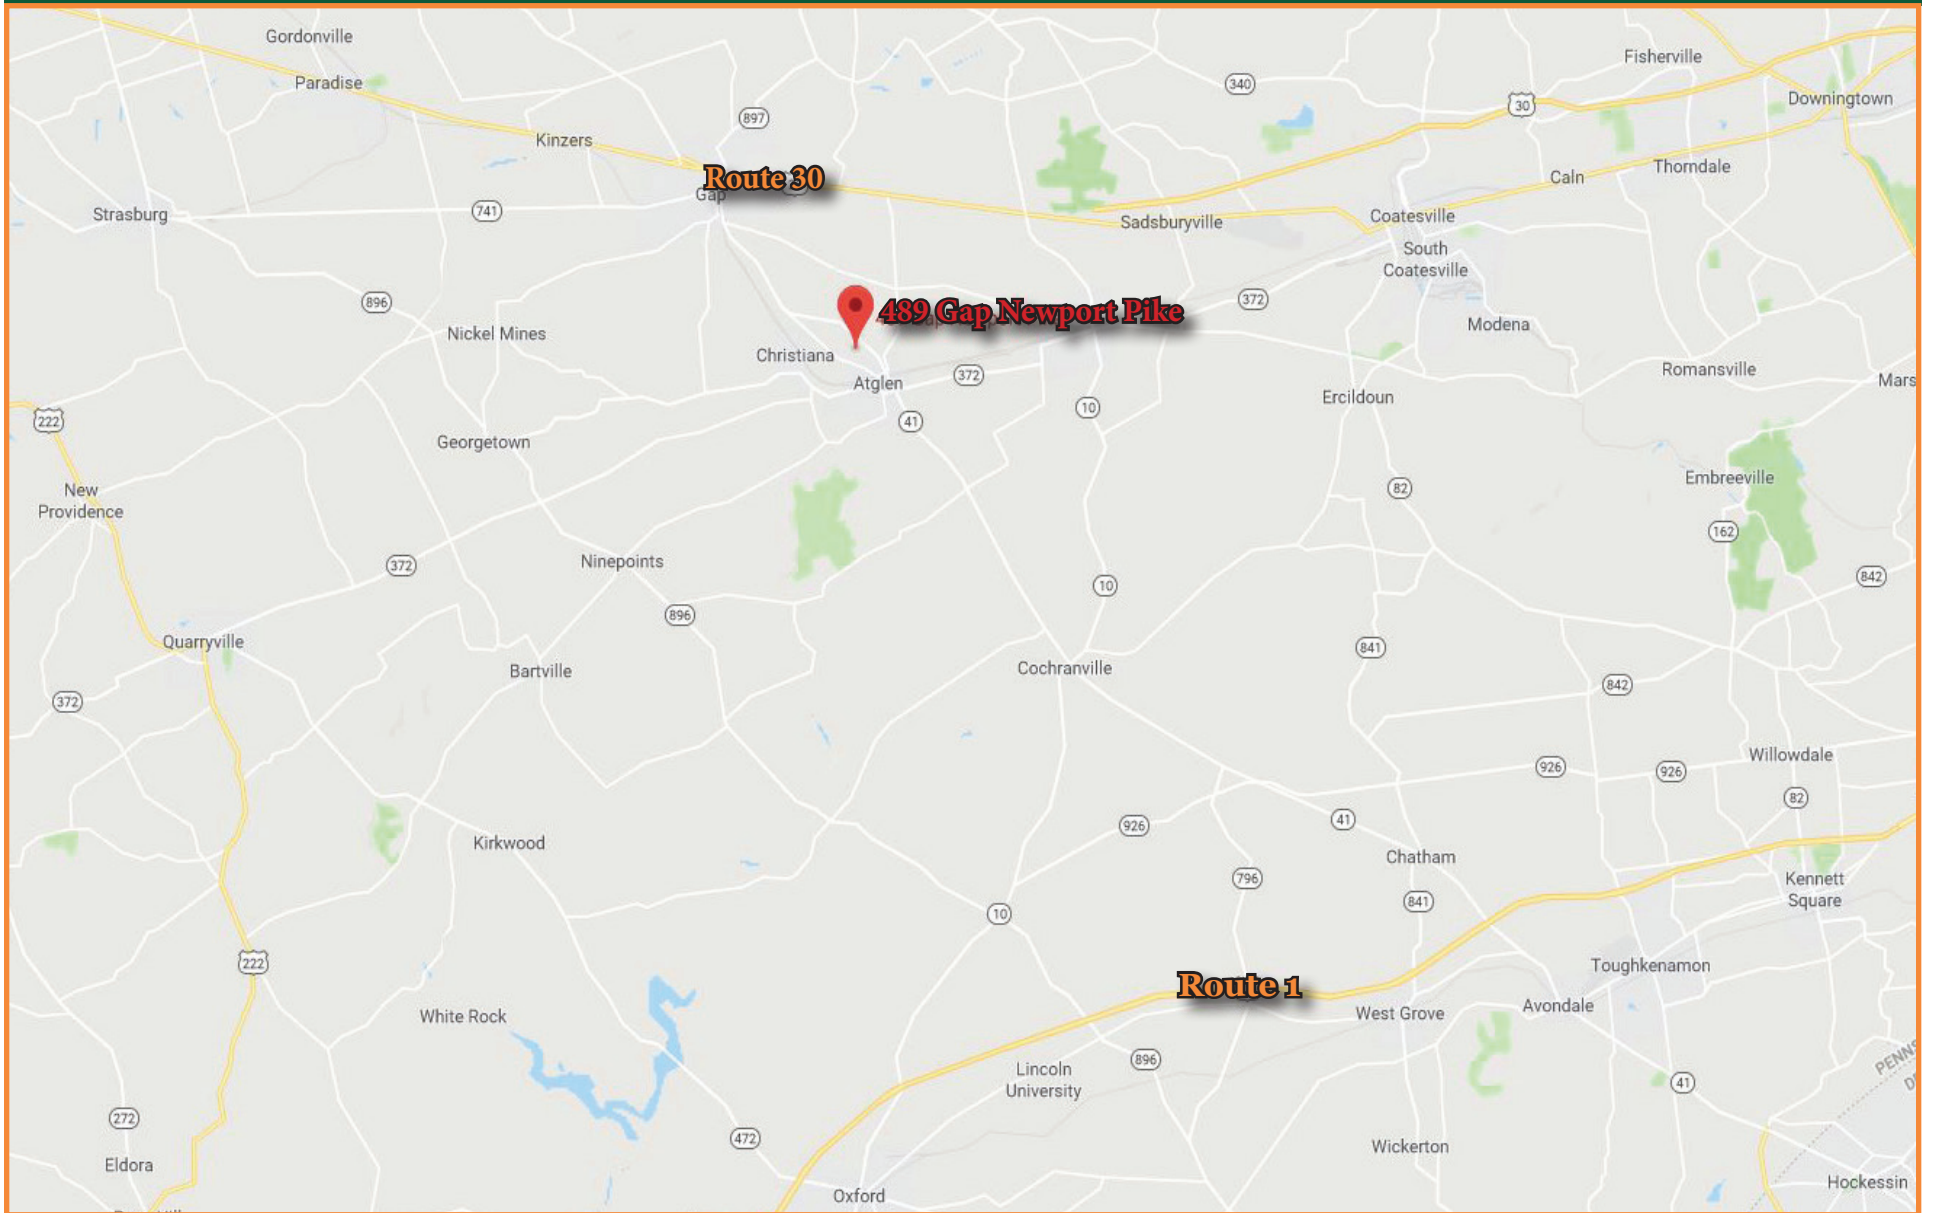 Gordonville
Fisherville
Paradise
340
30
Downingtown
897
Kinzers
Thorndale
Route 30
Caln
Gap
741
Strasburg
Sadsburyville
Coatesville
South
Coatesville
896
372
489 Gap Newport Pike
Nickel Mines
Modena
Christiana
Atglen
372
Romansville
Mars
Ercildoun
222
41
10
Georgetown
New
Providence
82
Embreeville
162
372
Ninepoints
10
842
896
Quarryville
841
Bartville
Cochranville
842
372
Willowdale
926
926
82
926
41
Kirkwood
Chatham
796
Kennett
Square
841
10
222
Toughkenamon
Route 1
White Rock
West Grove
Avondale
896
Lincoln
University
PENNS
41
272
472
Wickerton
Eldora
Hockessin
Oxford